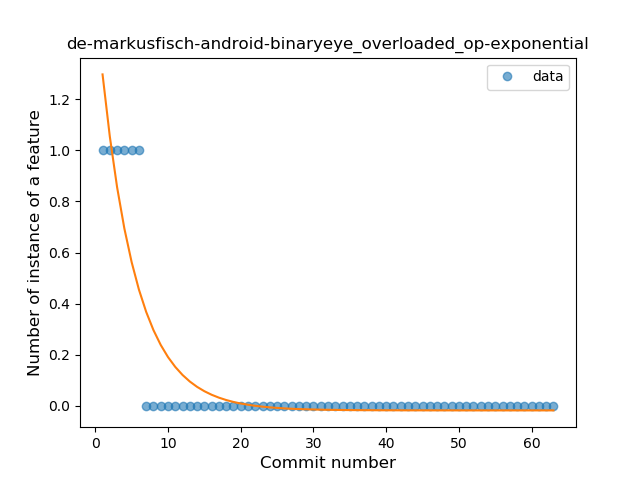 de-markusfisch-android-binaryeye_overloaded_op-exponential
data
Number of instance of a feature
1.2
1.0
0.8
0.6
0.4
0.2
0.0
0 10 20 30 40 50 60
Commit number